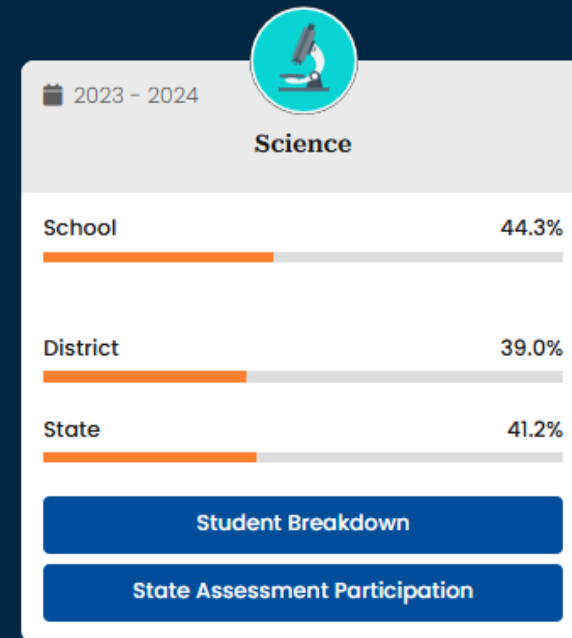 2023 - 2024
Science
School 44.3%
District 39.0%
State 41.2%
Student Breakdown
State Assessment Participation